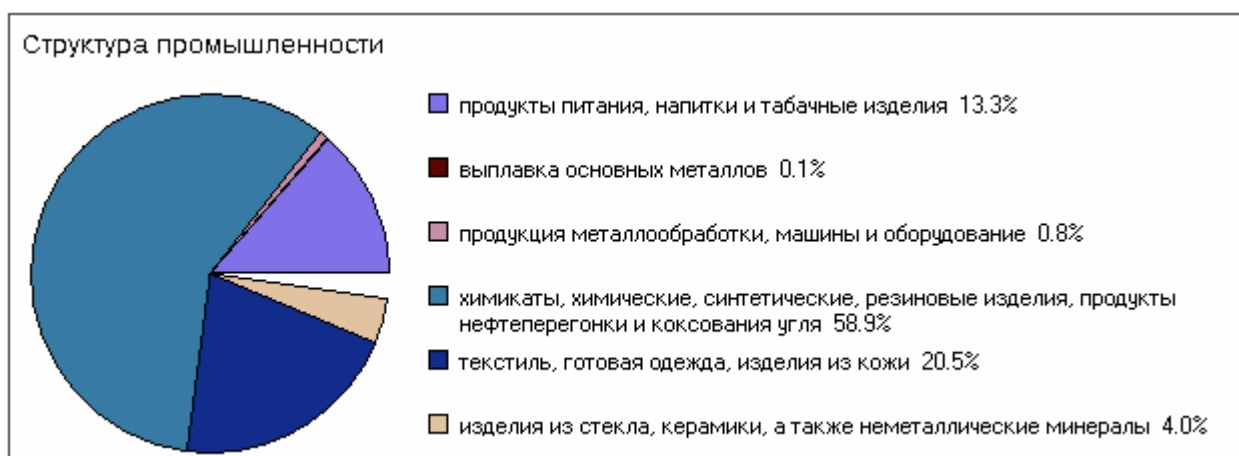 Структура промышленности
продукты питания, напитки и табачные изделия 13.3%
выплавка основных металлов 0.1%
продукция металлообработки, машины и оборудование 0.8%
химикаты, химические, синтетические, резиновые изделия, продукты
нефтеперегонки и коксования угля 58.9%
текстиль, готовая одежда, изделия из кожи 20.5%
изделия из стекла, керамики, а также неметаллические минералы 4.0%